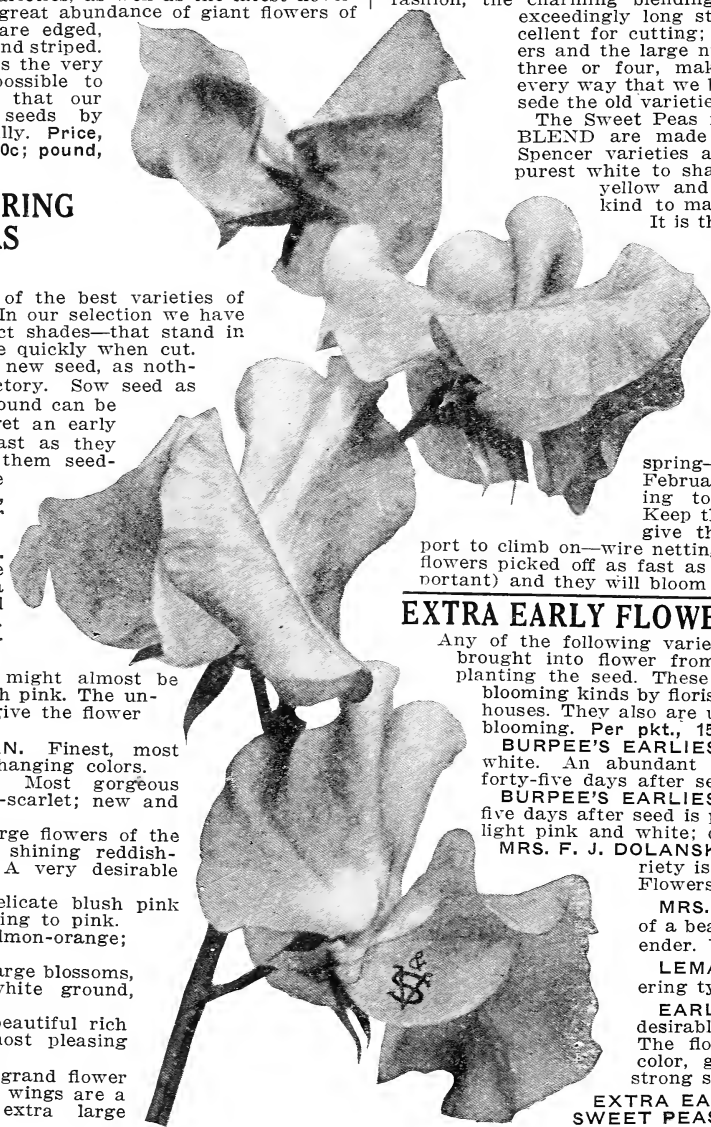 great abundance of giant flowers of
are edged,
nd striped.
s the very
possible to
that our
seeds by
lly. Price,
0c; pound,
RING
S
of the best varieties of
In our selection we have
ct shades—that stand in
e quickly when cut.
new seed, as noth-
ctory. Sow seed as
ound can be
et an early
ast as they
them seed-
might almost be
h pink. The un-
give the flower
N. Finest, most
hanging colors.
Most gorgeous
-scarlet; new and
rge flowers of the
shining reddish-
A very desirable
elicate blush pink
ing to pink.
lmon-orange;
arge blossoms,
white ground,
beautiful rich
most pleasing
grand flower
wings are a
extra large
exceedingly long st
cellent for cutting;
ers and the large n
three or four, mak
every way that we b
sede the old varietie
The Sweet Peas
BLEND are made
Spencer varieties a
purest white to sha
yellow and
kind to ma
It is th
spring—
Februa
ing to
Keep th
give th
port to climb on—wire netting,
flowers picked off as fast as
portant) and they will bloom
EXTRA EARLY FLOWE
Any of the following varie
brought into flower from
planting the seed. These
blooming kinds by floris
houses. They also are u
blooming. Per pkt., 15
BURPEE'S EARLIES
white. An abundant
forty-five days after se
BURPEE'S EARLIES
five days after seed is p
light pink and white; c
MRS. F. J. DOLANSK
riety is
Flowers
MRS.
of a bea
ender.
LEMA
ering ty
EARL
desirabl
The flo
color, g
strong s
EXTRA EA
SWEET PEAS